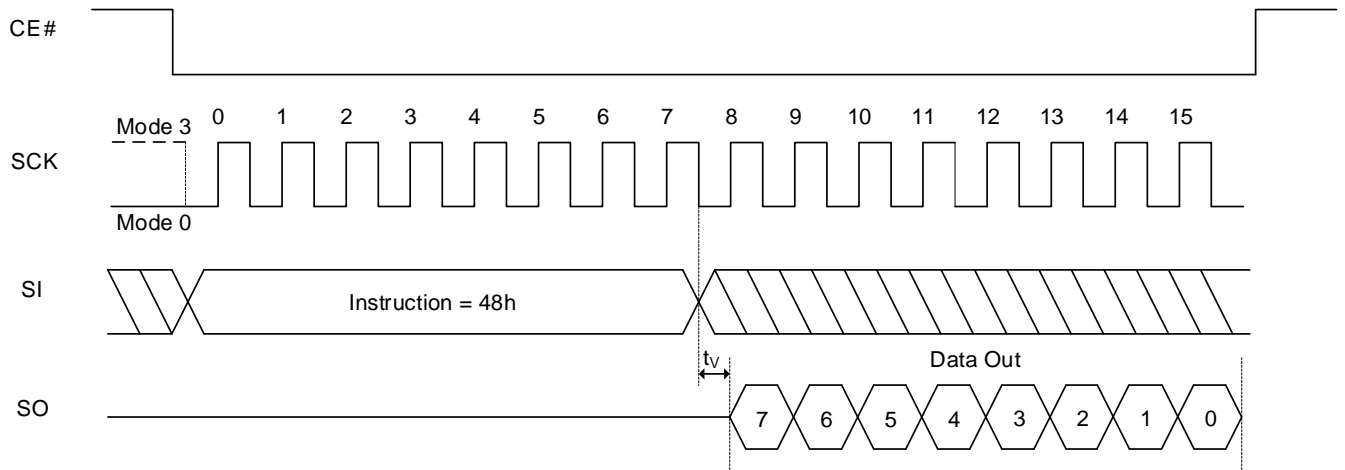 CE#
Mode 3 0 1 2 3 4 5 6 7 8 9 10 11 12 13 14 15
SCK
Mode 0
SI
Instruction = 48h
tV
Data Out
SO
7 6 5 4 3 2 1 0